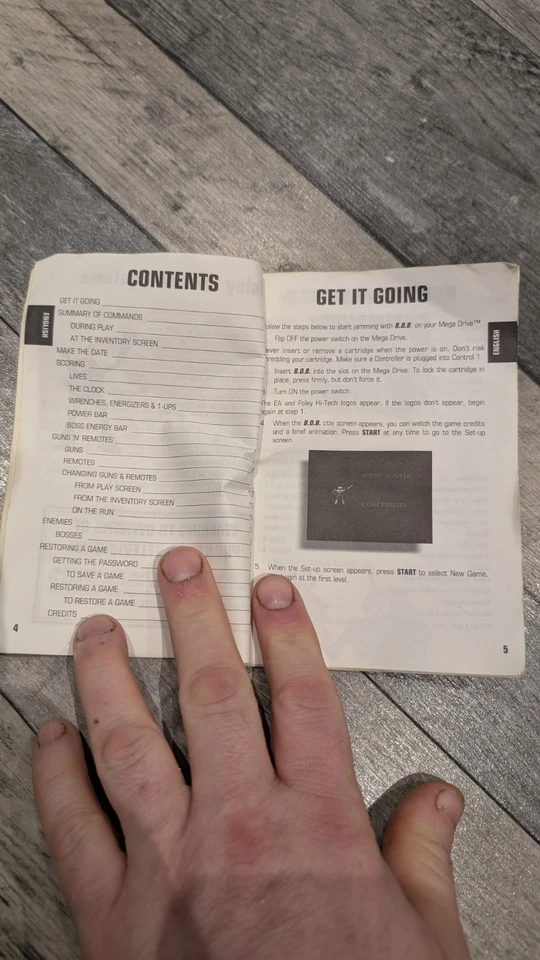 CONTENTS
ENGLISH
GET IT GOING
SUMMARY OF COMMANDS
DURING PLAY
AT THE INVENTORY SCREEN
MAKE THE DATE
SCORING
LIVES
THE CLOCK
WRENCHES, ENERGIZERS & 1-UPS
POWER BAR
BOSS ENERGY BAR
GUNS 'N' REMOTES
GUNS
REMOTES
CHANGING GUNS & REMOTES
FROM PLAY SCREEN
FROM THE INVENTORY SCREEN
ON THE RUN
ENEMIES
BOSSES
RESTORING A GAME
GETTING THE PASSWORD
TO SAVE A GAME
RESTORING A GAME
TO RESTORE A GAME
CREDITS
4
GET IT GOING
ENGLISH
ollow the steps below to start jamming with B.O.B. on your Mega Drive™.
Flip OFF the power switch on the Mega Drive.
ever insert or remove a cartridge when the power is on. Don't risk
hredding your cartridge. Make sure a Controller is plugged into Control 1.
Insert B.O.B. into the slot on the Mega Drive. To lock the cartridge in
place, press firmly, but don't force it.
Turn ON the power switch.
The EA and Foley Hi-Tech logos appear. If the logos don't appear, begin
again at step 1.
4. When the B.O.B. title screen appears, you can watch the game credits
and a brief animation. Press START at any time to go to the Set-up
screen.
NEW GAME
CONTINUE
5. When the Set-up screen appears, press START to select New Game,
gin at the first level.
5